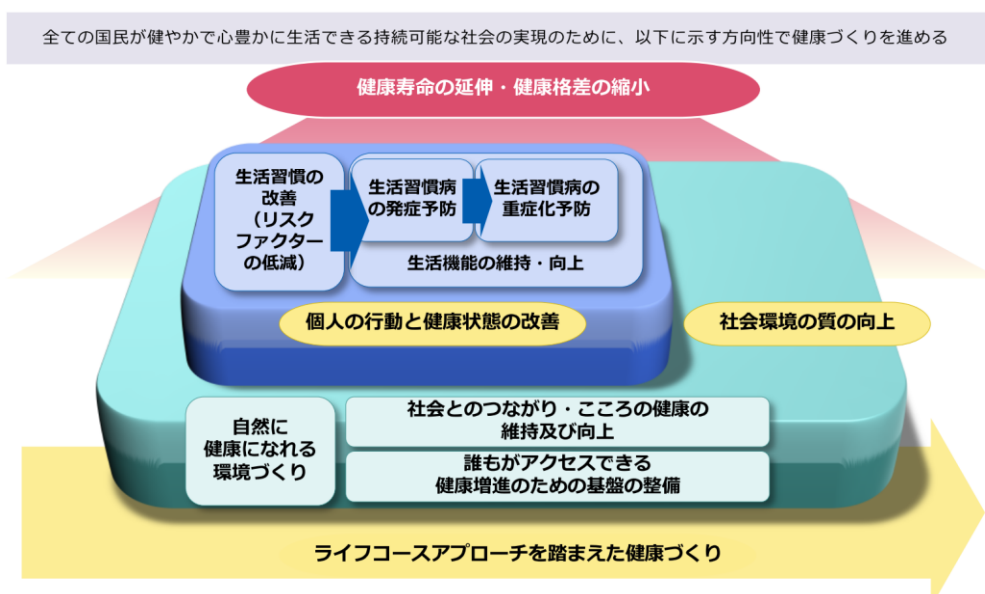 全ての国民が健やかで心豊かに生活できる持続可能な社会の実現のために、以下に示す方向性で健康づくりを進める
健康寿命の延伸・健康格差の縮小
生活習慣の
改善
（リスク
ファクター
の低減）
生活習慣病
の発症予防
生活習慣病の
重症化予防
生活機能の維持・向上
個人の行動と健康状態の改善
社会環境の質の向上
自然に
健康になれる
環境づくり
社会とのつながり・こころの健康の
維持及び向上
誰もがアクセスできる
健康増進のための基盤の整備
ライフコースアプローチを踏まえた健康づくり